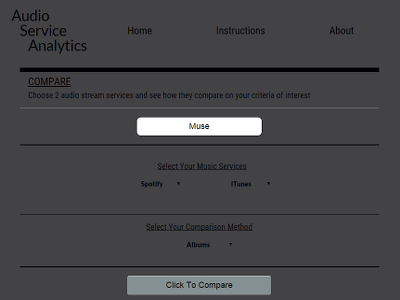 Audio
Service
Analytics
Home
Instructions
About
COMPARE
Choose 2 audio stream services and see how they compare on your criteria of interest
Muse
Select Your Music Services
Spotify
ITunes
Select Your Comparison Method
Albums
Click To Compare